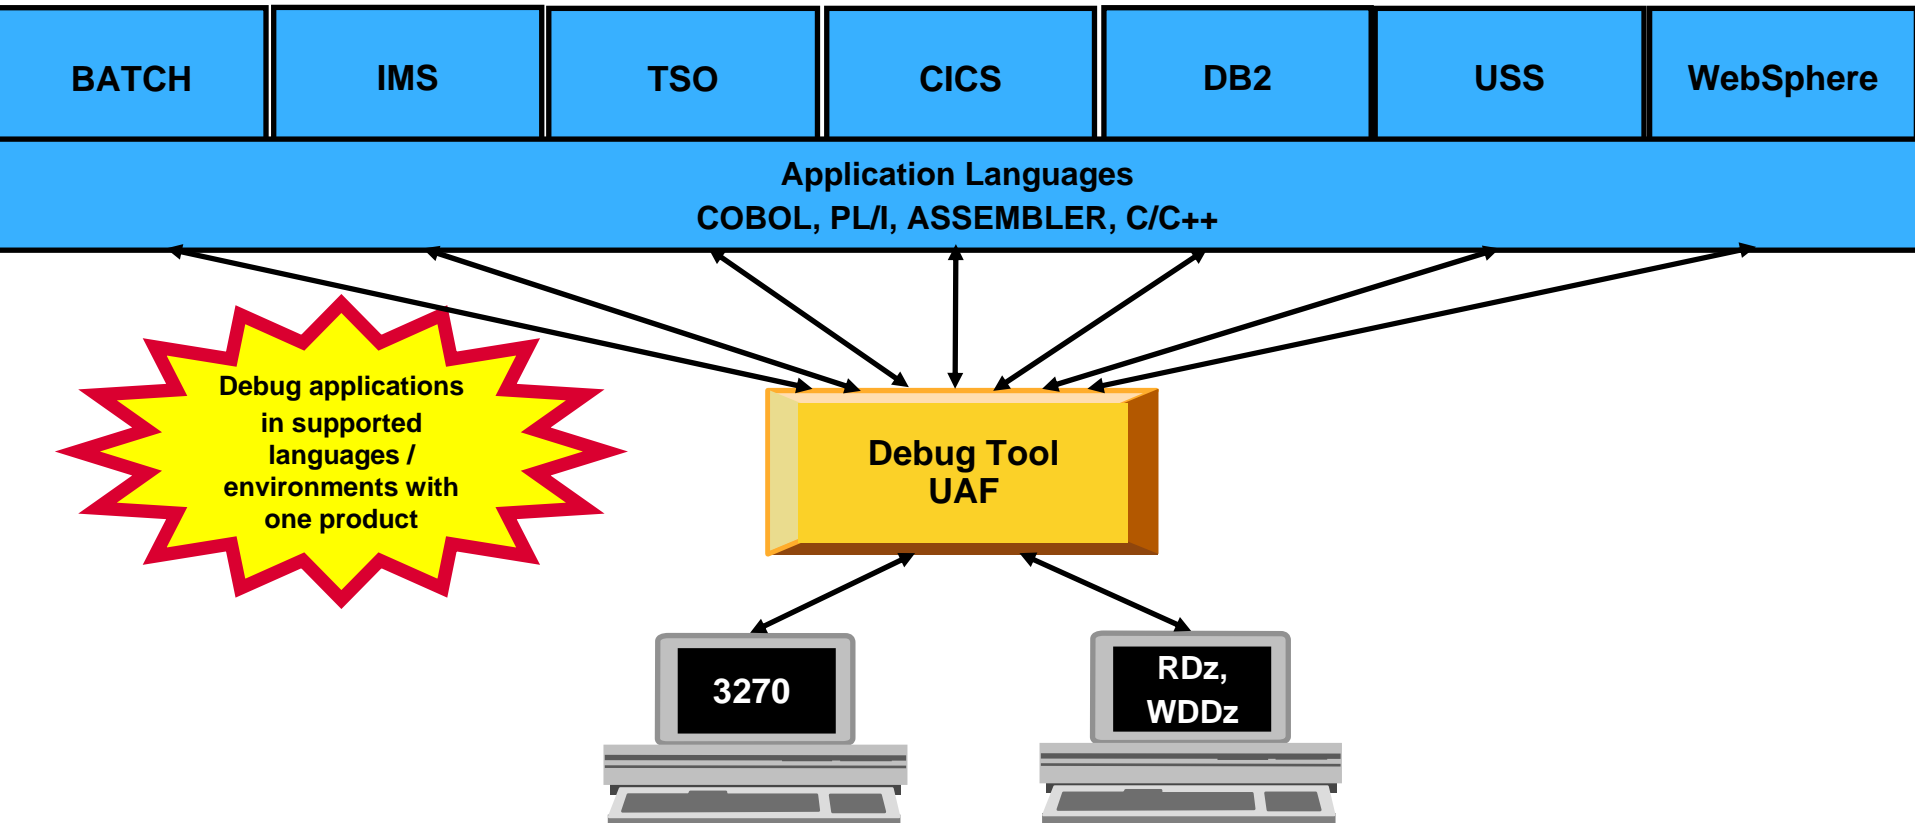 BATCH
IMS
TSO
CICS
DB2
USS
WebSphere
Application Languages
COBOL, PL/I, ASSEMBLER, C/C++
Debug applications
in supported
languages /
environments with
one product
Debug Tool
UAF
3270
RDz,
WDDz